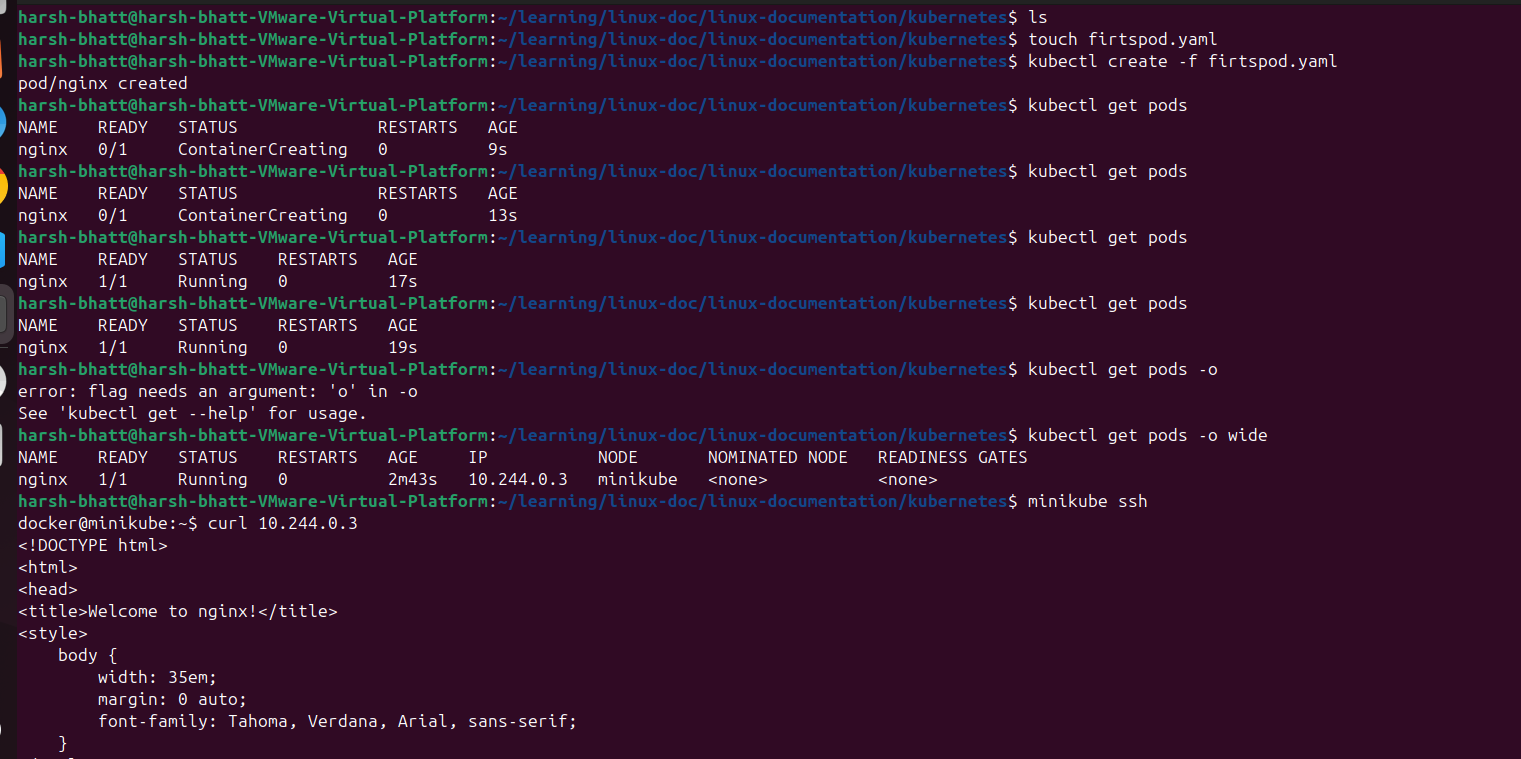 harsh-bhatt@harsh-bhatt-VMware-Virtual-Platform:~/learning/linux-doc/linux-documentation/kubernetes$ ls
harsh-bhatt@harsh-bhatt-VMware-Virtual-Platform:~/learning/linux-doc/linux-documentation/kubernetes$ touch firtspod.yaml
harsh-bhatt@harsh-bhatt-VMware-Virtual-Platform:~/learning/linux-doc/linux-documentation/kubernetes$ kubectl create -f firtspod.yaml
pod/nginx created
harsh-bhatt@harsh-bhatt-VMware-Virtual-Platform:~/learning/linux-doc/linux-documentation/kubernetes$ kubectl get pods
NAME    READY   STATUS              RESTARTS   AGE
nginx   0/1     ContainerCreating   0          9s
harsh-bhatt@harsh-bhatt-VMware-Virtual-Platform:~/learning/linux-doc/linux-documentation/kubernetes$ kubectl get pods
NAME    READY   STATUS              RESTARTS   AGE
nginx   0/1     ContainerCreating   0          13s
harsh-bhatt@harsh-bhatt-VMware-Virtual-Platform:~/learning/linux-doc/linux-documentation/kubernetes$ kubectl get pods
NAME    READY   STATUS    RESTARTS   AGE
nginx   1/1     Running   0          17s
harsh-bhatt@harsh-bhatt-VMware-Virtual-Platform:~/learning/linux-doc/linux-documentation/kubernetes$ kubectl get pods
NAME    READY   STATUS    RESTARTS   AGE
nginx   1/1     Running   0          19s
harsh-bhatt@harsh-bhatt-VMware-Virtual-Platform:~/learning/linux-doc/linux-documentation/kubernetes$ kubectl get pods -o
error: flag needs an argument: 'o' in -o
See 'kubectl get --help' for usage.
harsh-bhatt@harsh-bhatt-VMware-Virtual-Platform:~/learning/linux-doc/linux-documentation/kubernetes$ kubectl get pods -o wide
NAME    READY   STATUS    RESTARTS   AGE     IP           NODE       NOMINATED NODE   READINESS GATES
nginx   1/1     Running   0          2m43s   10.244.0.3   minikube   <none>           <none>
harsh-bhatt@harsh-bhatt-VMware-Virtual-Platform:~/learning/linux-doc/linux-documentation/kubernetes$ minikube ssh
docker@minikube:~$ curl 10.244.0.3
<!DOCTYPE html>
<html>
<head>
<title>Welcome to nginx!</title>
<style>
    body {
        width: 35em;
        margin: 0 auto;
        font-family: Tahoma, Verdana, Arial, sans-serif;
    }